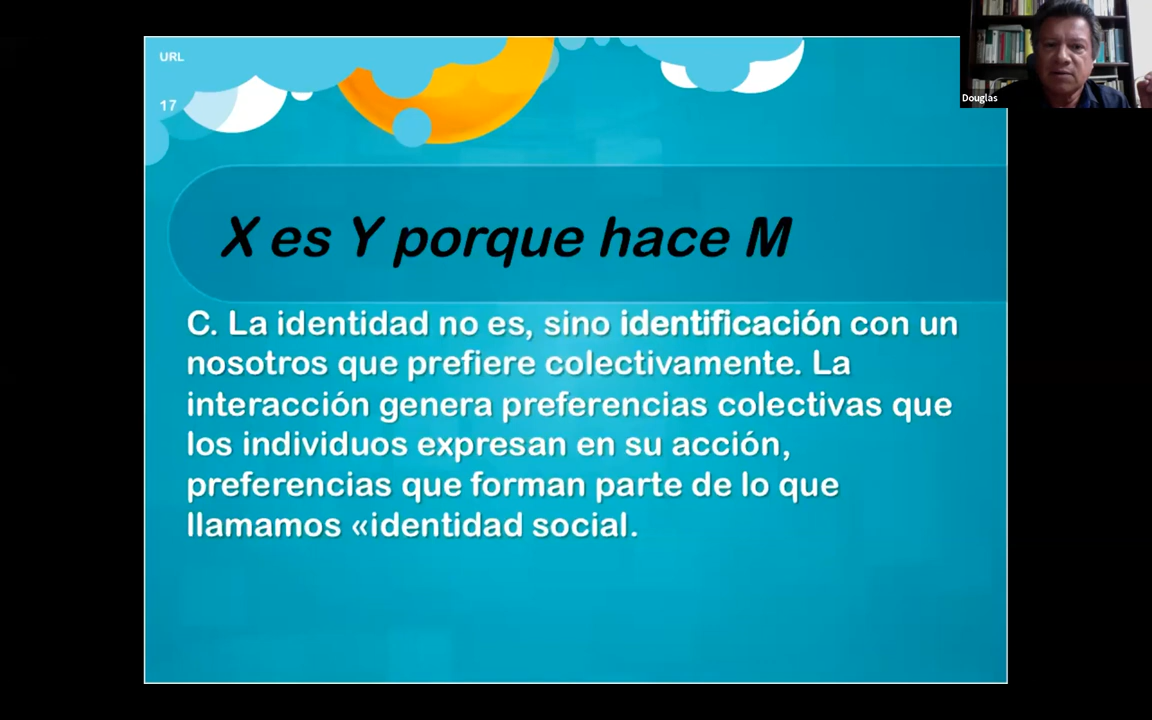 URL
17
Douglas
X es Y porque hace M
C. La identidad no es, sino identificación con un
nosotros que prefiere colectivamente. La
interacción genera preferencias colectivas que
los individuos expresan en su acción,
preferencias que forman parte de lo que
llamamos «identidad social.